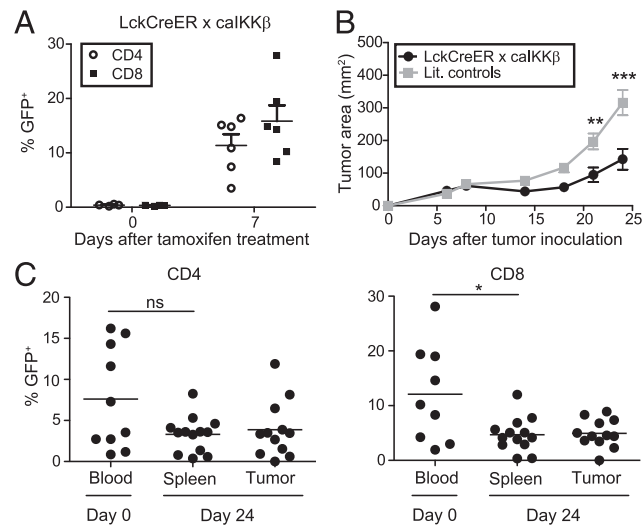 A
LckCreER x caIKKβ
% GFP+
30
20
10
0
CD4
CD8
0
7
Days after tamoxifen treatment
B
Tumor area (mm2)
500
400
300
200
100
0
LckCreER x caIKKβ
Lit. controls
**
***
0
5
10
15
20
25
Days after tumor inoculation
C
CD4
% GFP+
20
15
10
5
0
ns
Blood
Spleen
Tumor
Day 0
Day 24
CD8
30
20
10
0
*
Blood
Spleen
Tumor
Day 0
Day 24